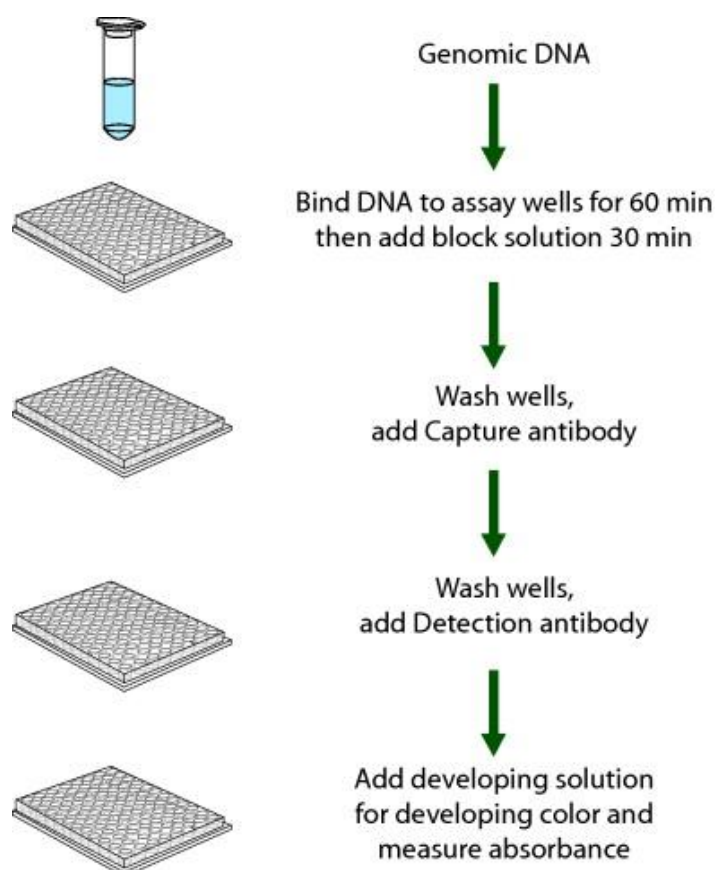 Genomic DNA
Bind DNA to assay wells for 60 min
then add block solution 30 min
Wash wells,
add Capture antibody
Wash wells,
add Detection antibody
Add developing solution
for developing color and
measure absorbance